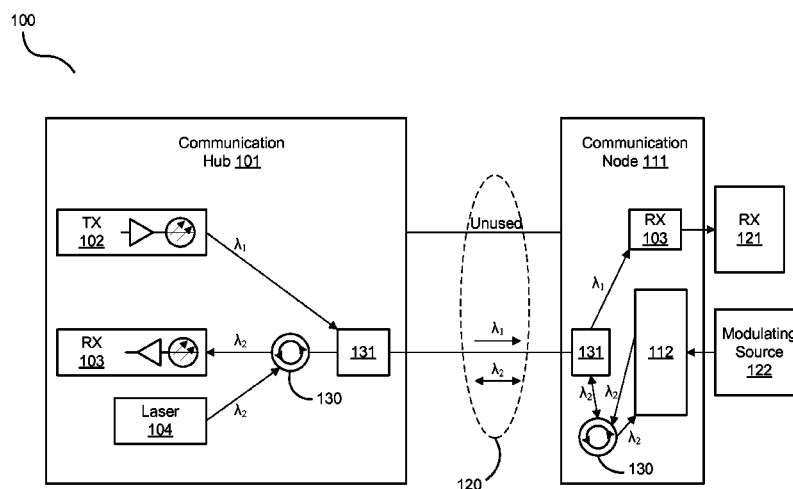 100
Communication
Hub 101
TX
102
λ1
RX
103
λ2
Laser
104
λ2
130
131
Unused
λ1
λ2
120
Communication
Node 111
RX
103
λ1
131
112
λ2
λ2
λ2
130
RX
121
Modulating
Source
122